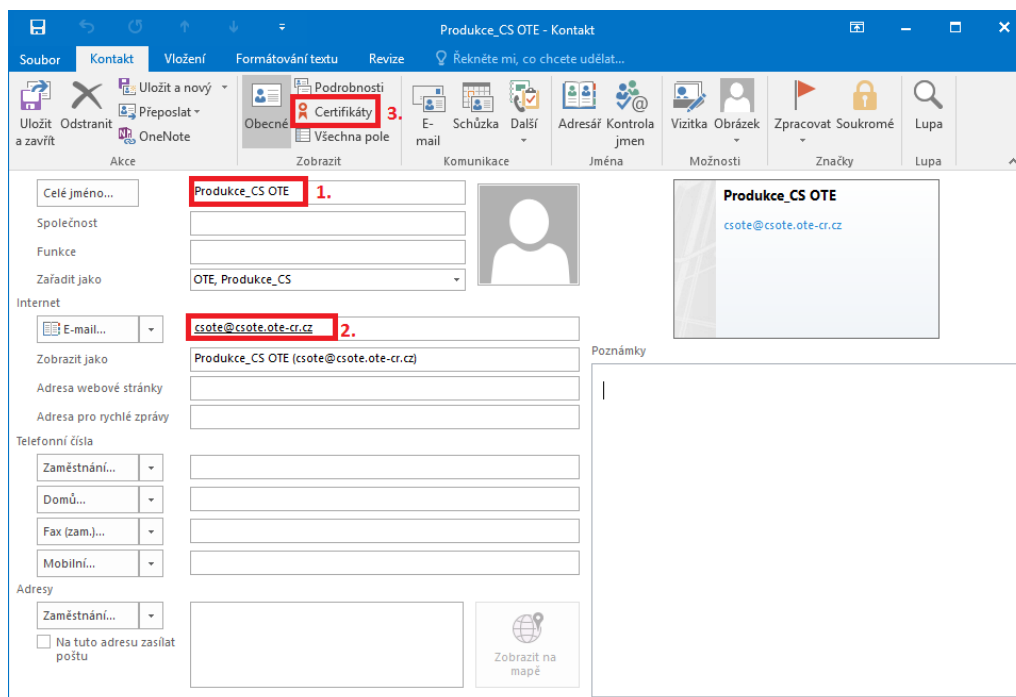 Produkce_CS OTE - Kontakt
Soubor Kontakt Vložení Formátování textu Revize Řekněte mi, co chcete udělat...
Uložit a zavřít
Odstranit
Uložit a nový
Přeposlat
OneNote
Akce
Obecné
Podrobnosti
Certifikáty 3.
Všechna pole
Zobrazit
E-mail
Schůzka
Další
Komunikace
Adresář
Kontrola jmen
Jména
Vizitka
Obrázek
Možnosti
Zpracovat
Soukromé
Značky
Lupa
Lupa
Celé jméno... Produkce_CS OTE 1.
Společnost
Funkce
Zařadit jako OTE, Produkce_CS
Internet
E-mail... csote@csote.ote-cr.cz 2.
Zobrazit jako Produkce_CS OTE (csote@csote.ote-cr.cz)
Adresa webové stránky
Adresa pro rychlé zprávy
Telefonní čísla
Zaměstnání...
Domů...
Fax (zam.)...
Mobilní...
Adresy
Zaměstnání...
Na tuto adresu zasílat
poštu
Zobrazit na
mapě
Produkce_CS OTE
csote@csote.ote-cr.cz
Poznámky